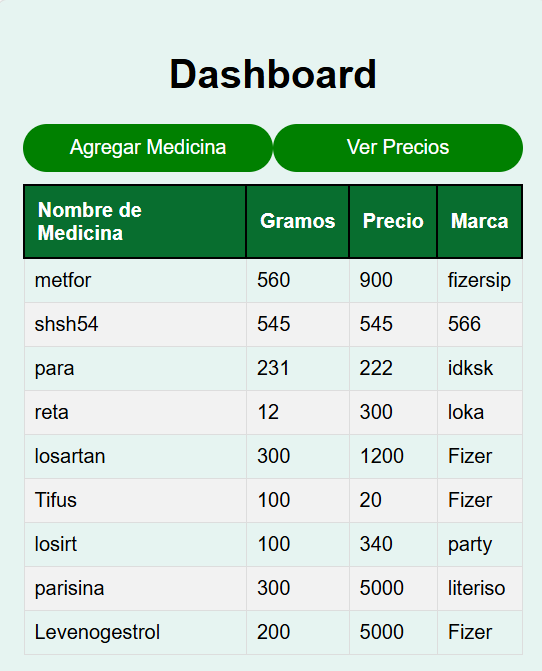 Dashboard
Agregar Medicina Ver Precios
Nombre de Medicina Gramos Precio Marca
metfor 560 900 fizersip
shsh54 545 545 566
para 231 222 idksk
reta 12 300 loka
losartan 300 1200 Fizer
Tifus 100 20 Fizer
losirt 100 340 party
parisina 300 5000 literiso
Levenogestrol 200 5000 Fizer